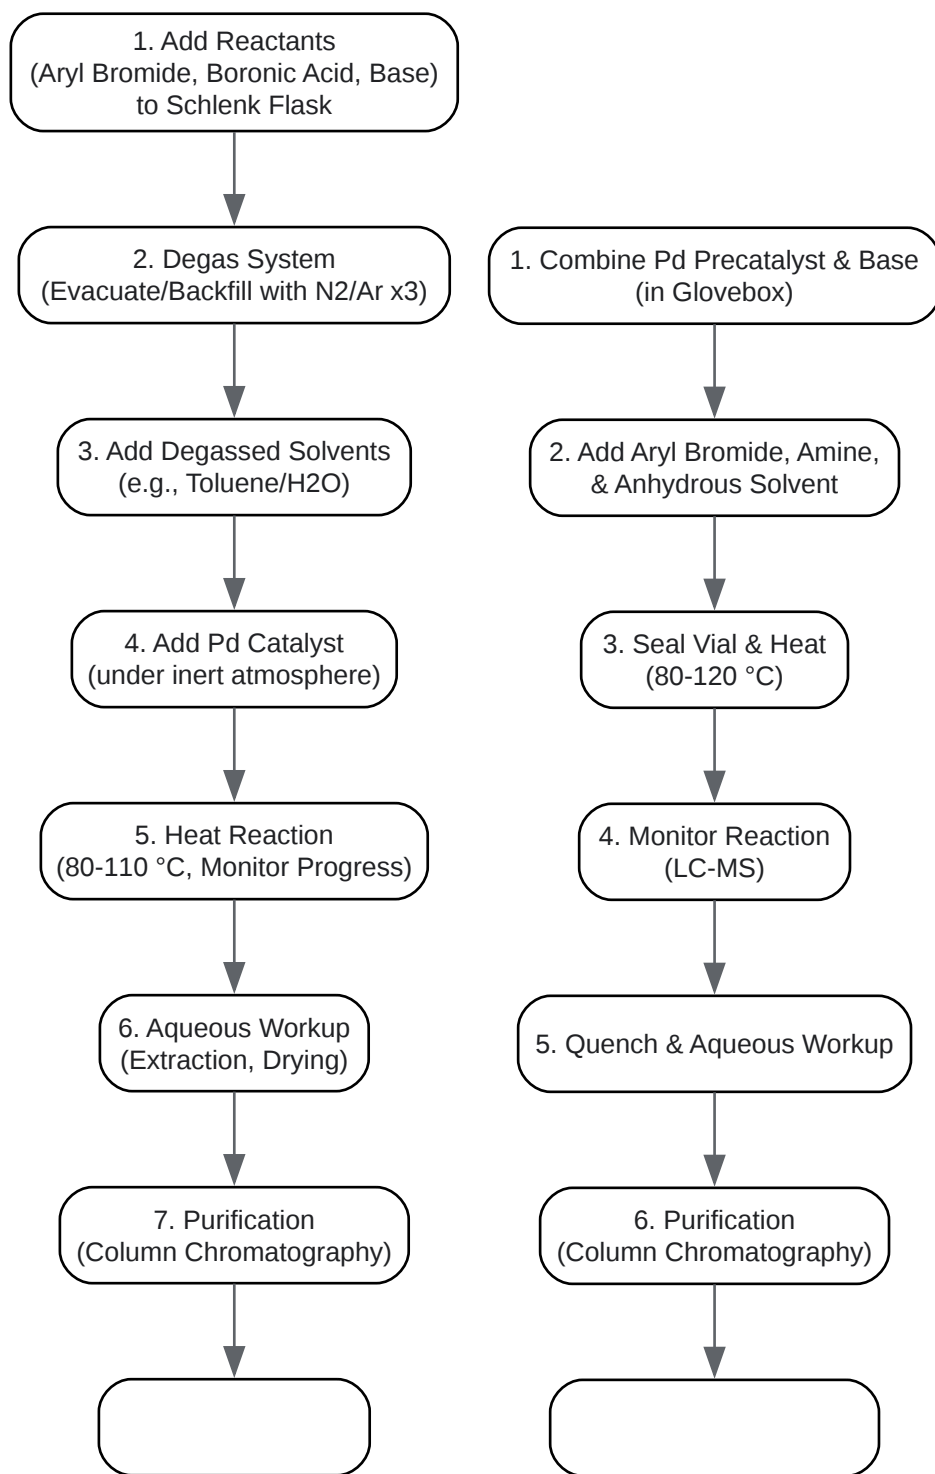 1. Add Reactants
(Aryl Bromide, Boronic Acid, Base)
to Schlenk Flask
2. Degas System
(Evacuate/Backfill with N2/Ar x3)
3. Add Degassed Solvents
(e.g., Toluene/H2O)
4. Add Pd Catalyst
(under inert atmosphere)
5. Heat Reaction
(80-110 °C, Monitor Progress)
6. Aqueous Workup
(Extraction, Drying)
7. Purification
(Column Chromatography)
1. Combine Pd Precatalyst & Base
(in Glovebox)
2. Add Aryl Bromide, Amine,
& Anhydrous Solvent
3. Seal Vial & Heat
(80-120 °C)
4. Monitor Reaction
(LC-MS)
5. Quench & Aqueous Workup
6. Purification
(Column Chromatography)